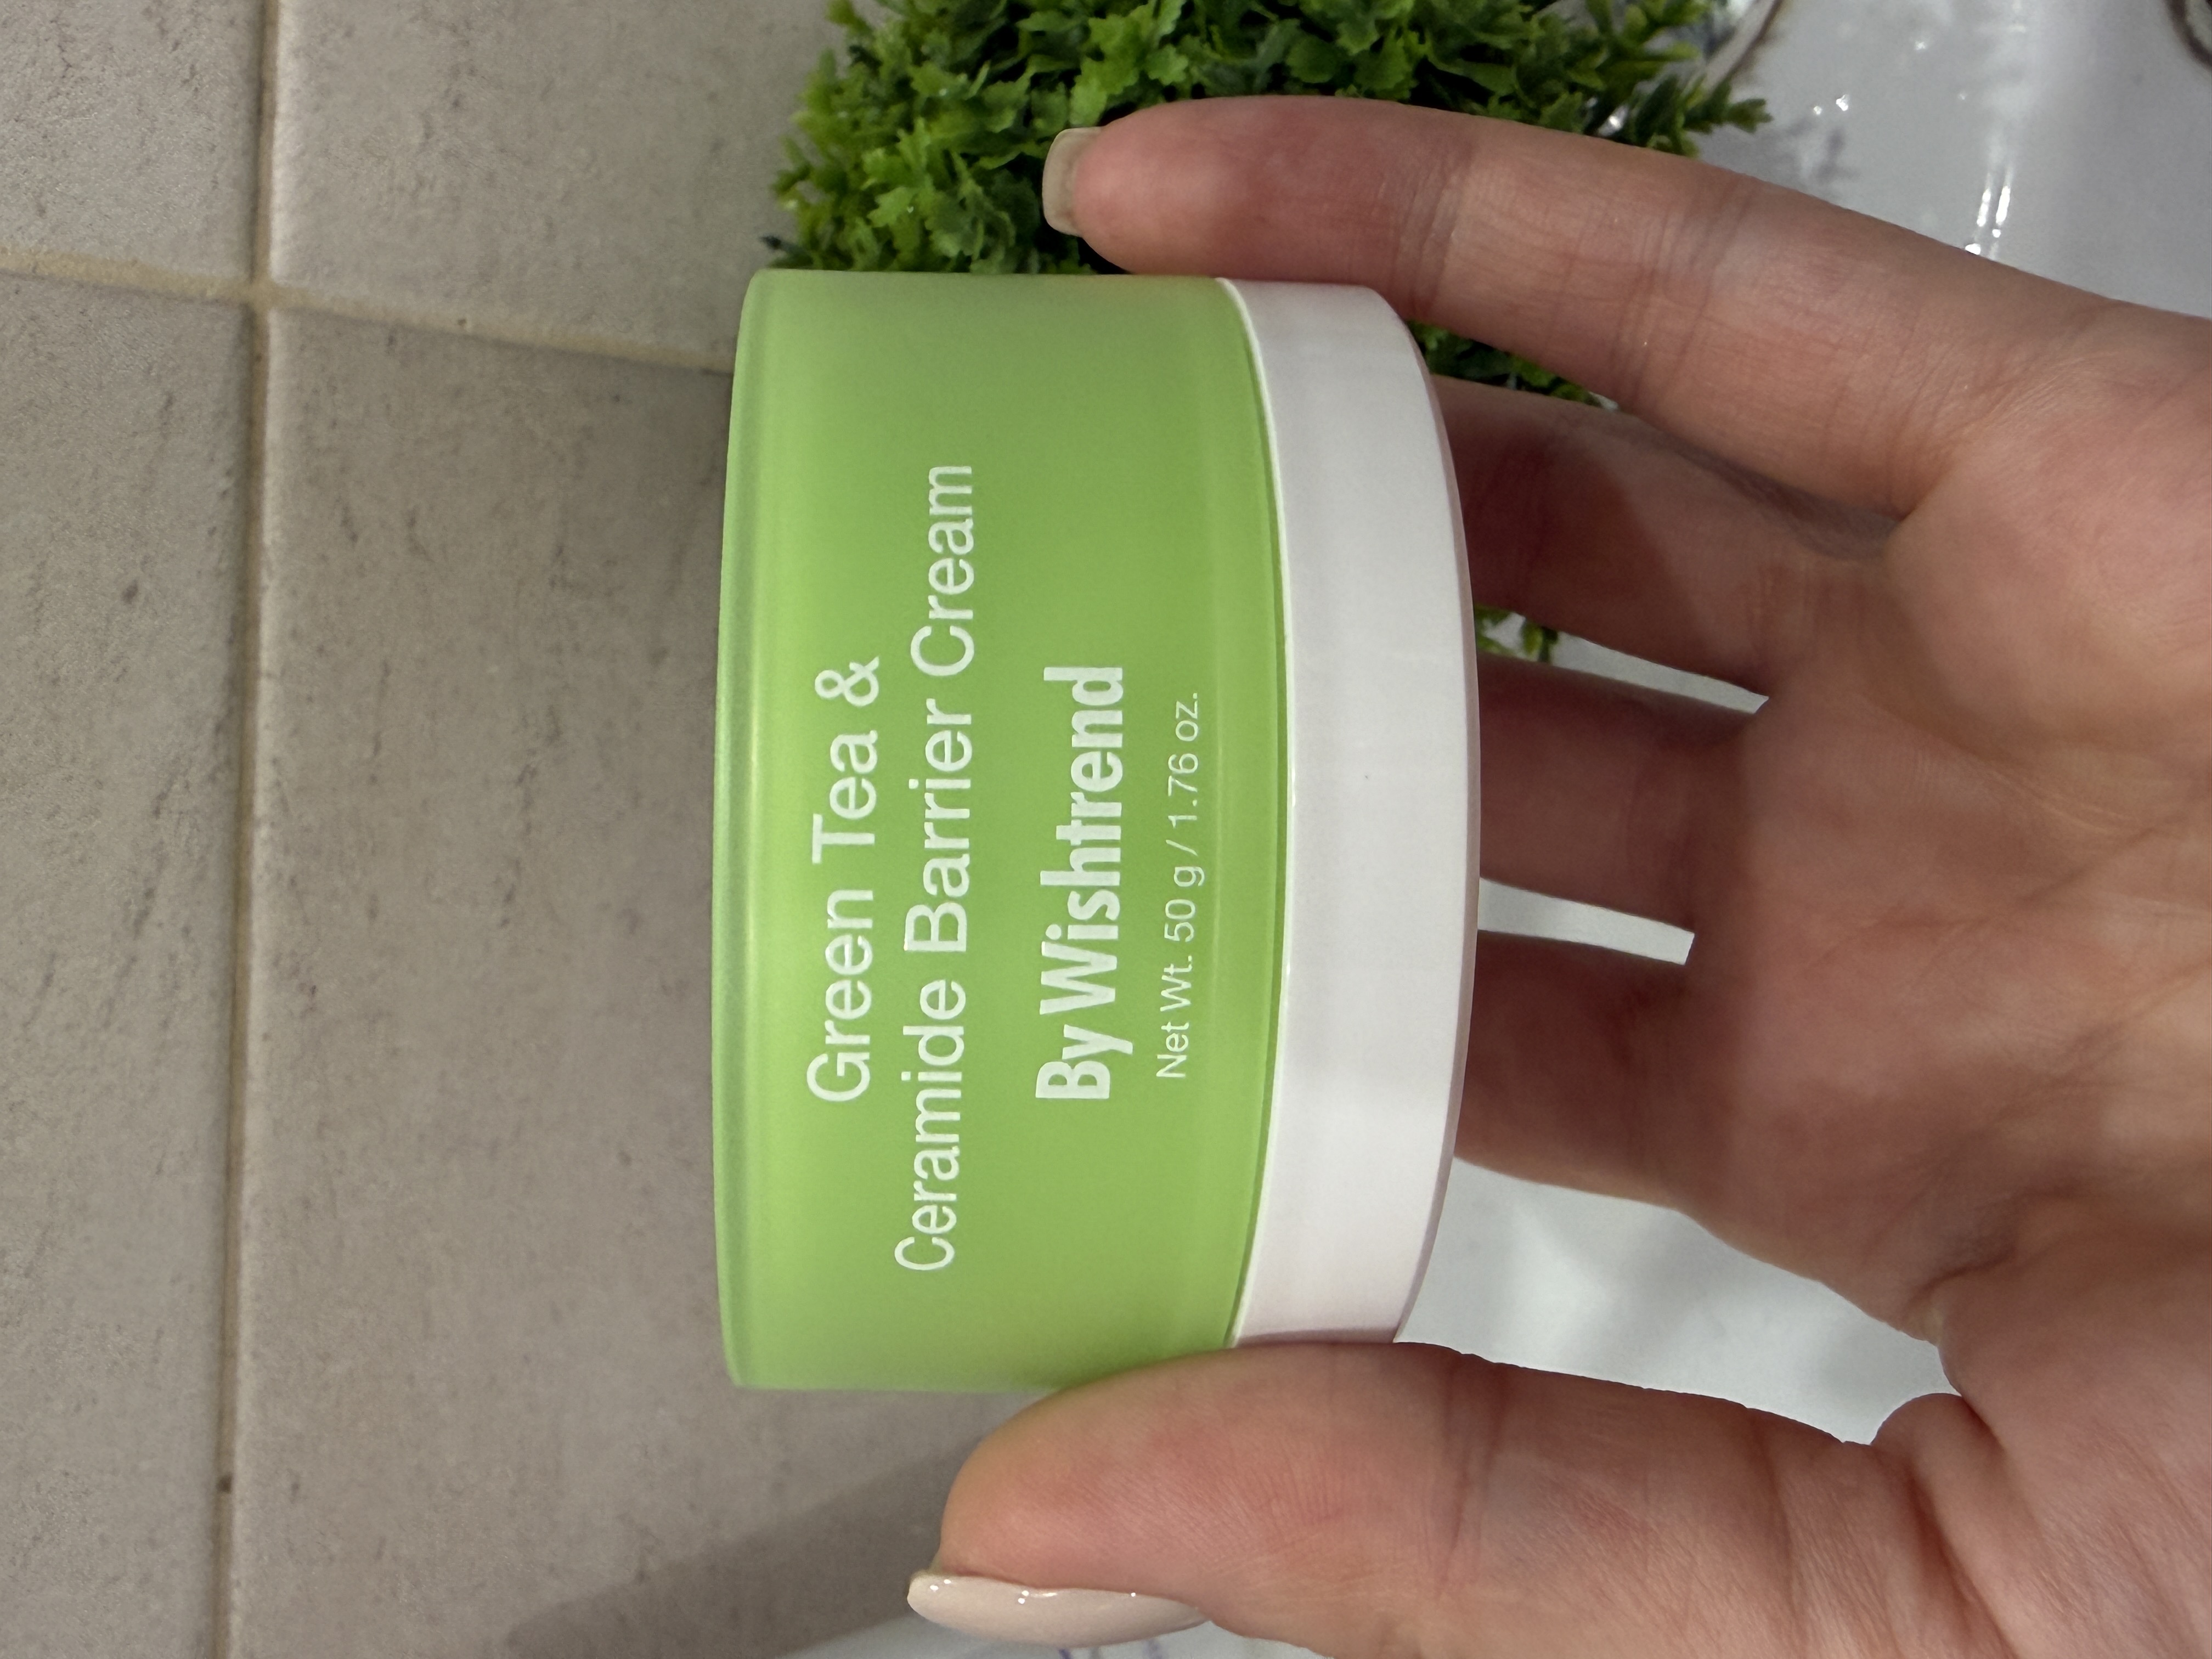 Green Tea &
Ceramide Barrier Cream
By Wishtrend
Net Wt. 50 g / 1.76 oz.